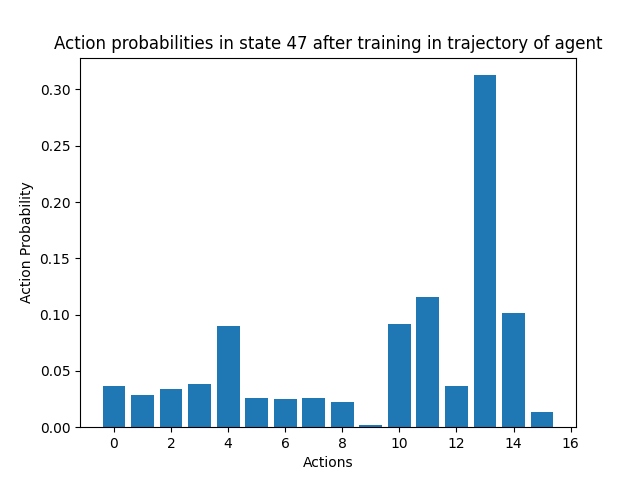 Action probabilities in state 47 after training in trajectory of agent
0.30
0.25
0.20
0.15
0.10
0.05
0.00
Action Probability
0 2 4 6 8 10 12 14 16
Actions